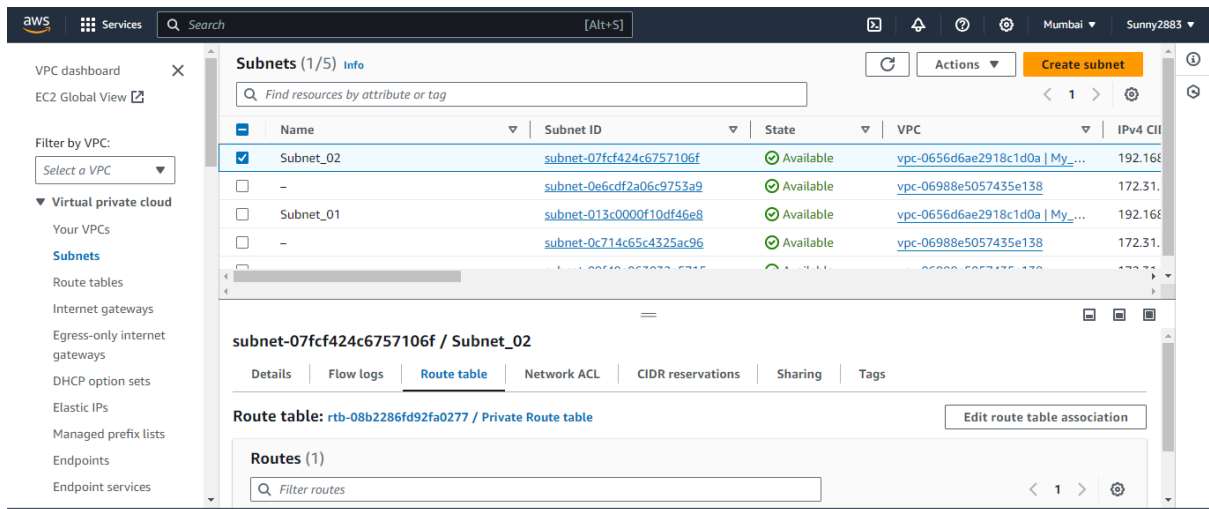 aws Services Search [Alt+S] Mumbai Sunny2883
VPC dashboard
EC2 Global View
Filter by VPC:
Select a VPC
Virtual private cloud
Your VPCs
Subnets
Route tables
Internet gateways
Egress-only internet
gateways
DHCP option sets
Elastic IPs
Managed prefix lists
Endpoints
Endpoint services
Subnets (1/5) Info Actions Create subnet
Find resources by attribute or tag 1
Name Subnet ID State VPC IPv4 CI
Subnet_02 subnet-07fcf424c6757106f Available vpc-0656d6ae2918c1d0a | My_... 192.168
– subnet-0e6cdf2a06c9753a9 Available vpc-06988e5057435e138 172.31.
Subnet_01 subnet-013c0000f10df46e8 Available vpc-0656d6ae2918c1d0a | My_... 192.168
– subnet-0c714c65c4325ac96 Available vpc-06988e5057435e138 172.31.
subnet-07fcf424c6757106f / Subnet_02
Details Flow logs Route table Network ACL CIDR reservations Sharing Tags
Route table: rtb-08b2286fd92fa0277 / Private Route table Edit route table association
Routes (1)
Filter routes 1